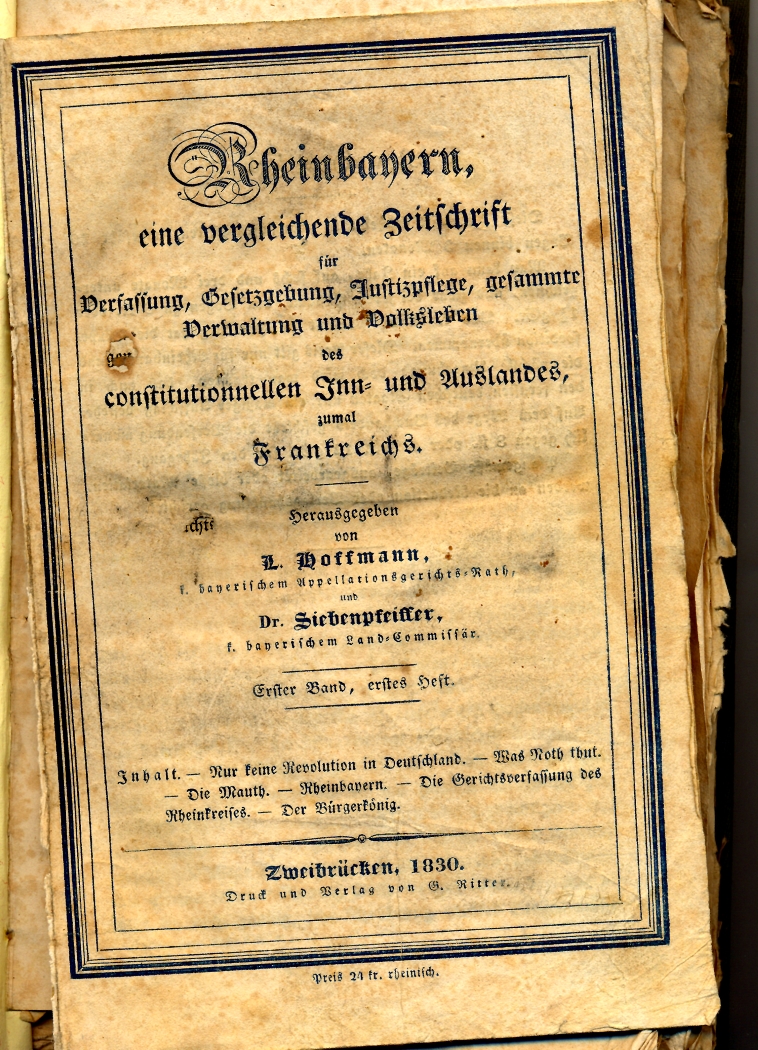 Rheinbayern,
eine vergleichende Zeitschrift
für
Verfassung, Gesetzgebung, Justizpflege, gesammte
Verwaltung und Volksleben
des
constitutionnellen Inn- und Auslandes,
zumal
Frankreichs.
Herausgegeben
von
L. Hoffmann,
k. bayerischem Appellationsgerichts-Rath,
und
Dr. Siebenpfeiffer,
k. bayerischem Land-Commissär.
Erster Band, erstes Heft.
Inhalt. — Nur keine Revolution in Deutschland. — Was Noth thut.
— Die Mauth. — Rheinbayern. — Die Gerichtsverfassung des
Rheinkreises. — Der Bürgerkönig.
Zweibrücken, 1830.
Druck und Verlag von G. Ritter.
Preis 24 kr. rheinisch.